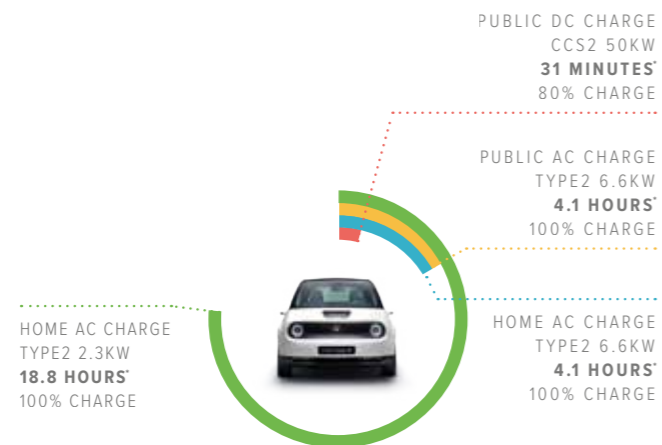 PUBLIC DC CHARGE
CCS2 50KW
31 MINUTES*
80% CHARGE
PUBLIC AC CHARGE
TYPE2 6.6KW
4.1 HOURS*
100% CHARGE
HOME AC CHARGE
TYPE2 6.6KW
4.1 HOURS*
100% CHARGE
HOME AC CHARGE
TYPE2 2.3KW
18.8 HOURS*
100% CHARGE